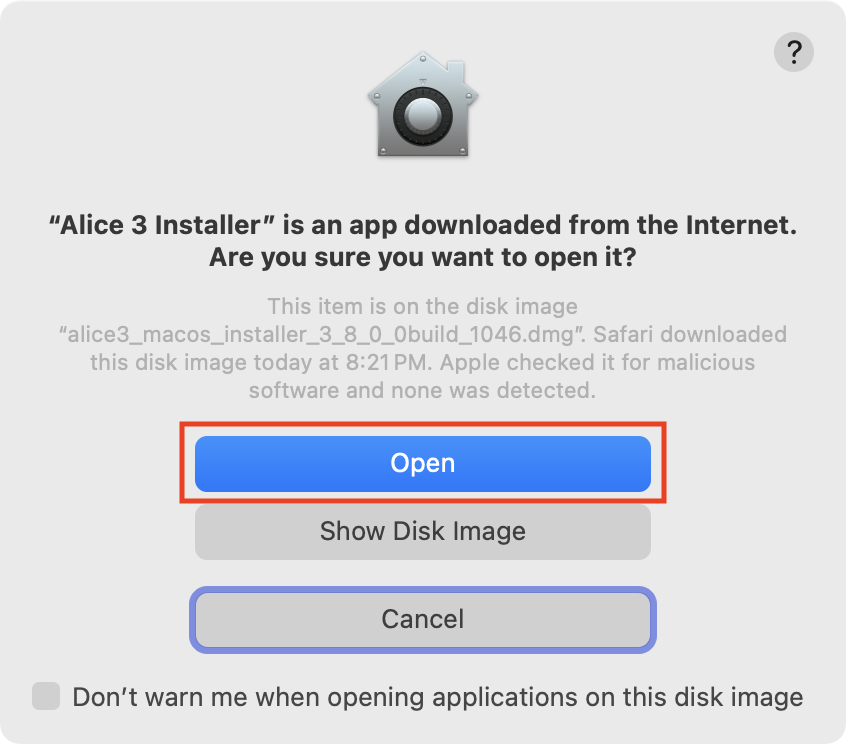 ?
“Alice 3 Installer” is an app downloaded from the Internet.
Are you sure you want to open it?
This item is on the disk image
“alice3_macos_installer_3_8_0_0build_1046.dmg”. Safari downloaded
this disk image today at 8:21 PM. Apple checked it for malicious
software and none was detected.
Open
Show Disk Image
Cancel
Don’t warn me when opening applications on this disk image